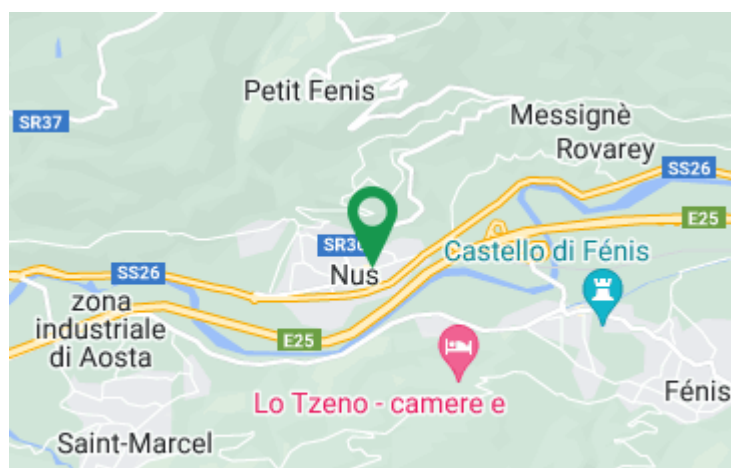 Petit Fenis
SR37
Messignè
Rovarey
SS26
E25
SR36
Castello di Fénis
Nus
SS26
zona
industriale
di Aosta
E25
Fénis
Lo Tzeno - camere e
Saint-Marcel